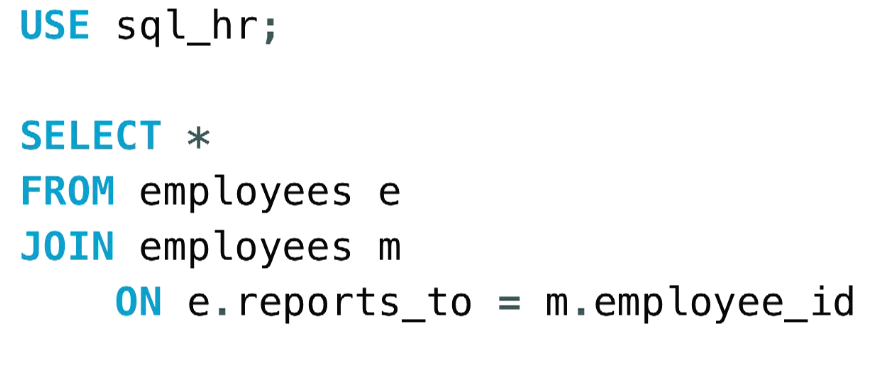 USE sql_hr;
SELECT *
FROM employees e
JOIN employees m
ON e.reports_to = m.employee_id